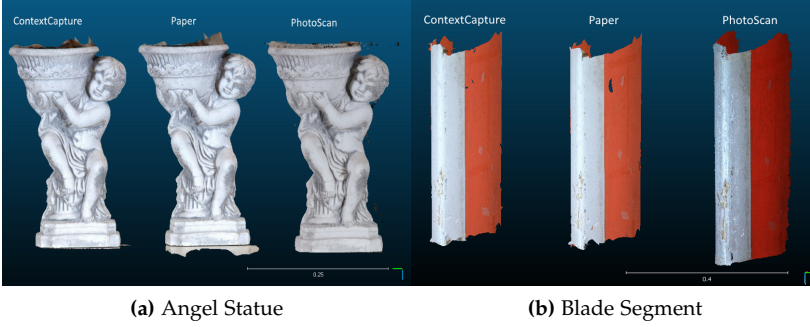 ContextCapture
Paper
PhotoScan
0.25
ContextCapture
Paper
PhotoScan
0.4
(a) Angel Statue
(b) Blade Segment